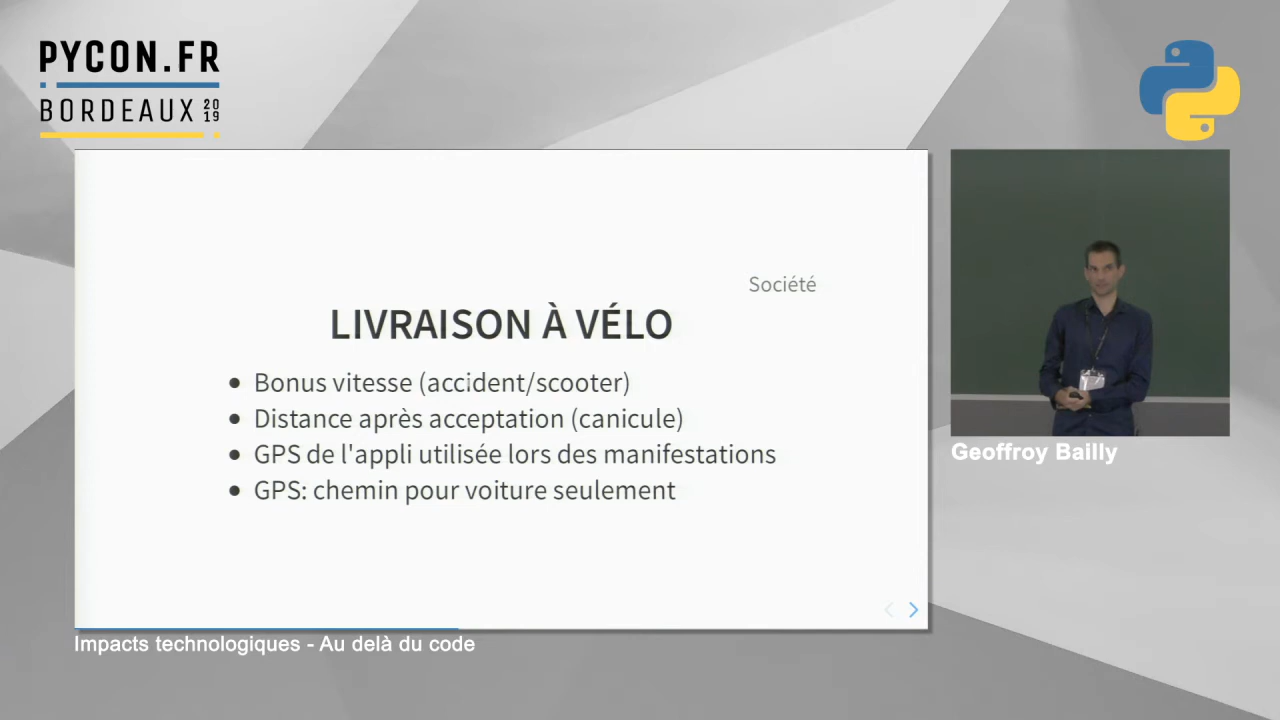 PYCON.FR
BORDEAUX 2019
Société
LIVRAISON À VÉLO
Bonus vitesse (accident/scooter)
Distance après acceptation (canicule)
GPS de l'appli utilisée lors des manifestations
GPS: chemin pour voiture seulement
Geoffroy Bailly
Impacts technologiques - Au delà du code